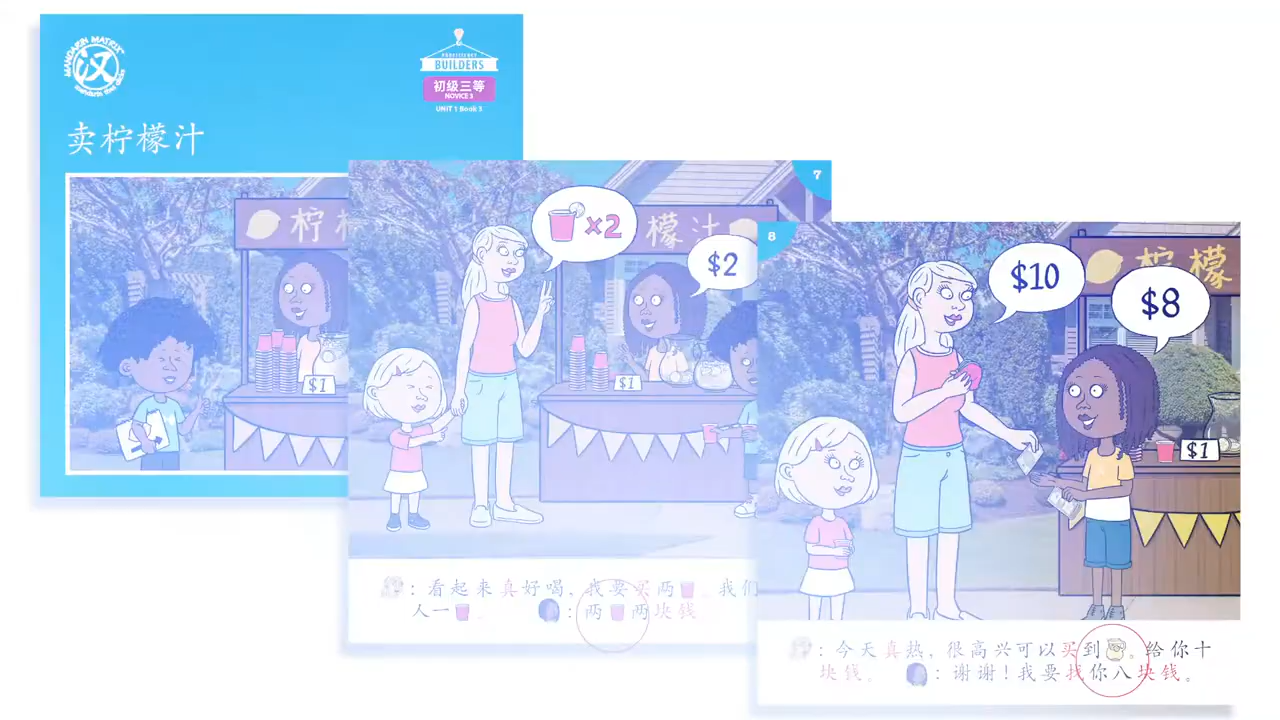 MANDARIN MATRIX
汉
mandarin that clicks
PROFICIENCY
BUILDERS
初级三等
NOVICE 3
UNIT 1 Book 3
卖柠檬汁
柠
$1
7
×2
檬汁
$2
$1
: 看起来真好喝, 我要买两 。我们
人一 。 : 两 两块钱
8
$10
柠檬
$8
$1
: 今天真热, 很高兴可以买到 。给你十
块钱。 : 谢谢! 我要找你八块钱。